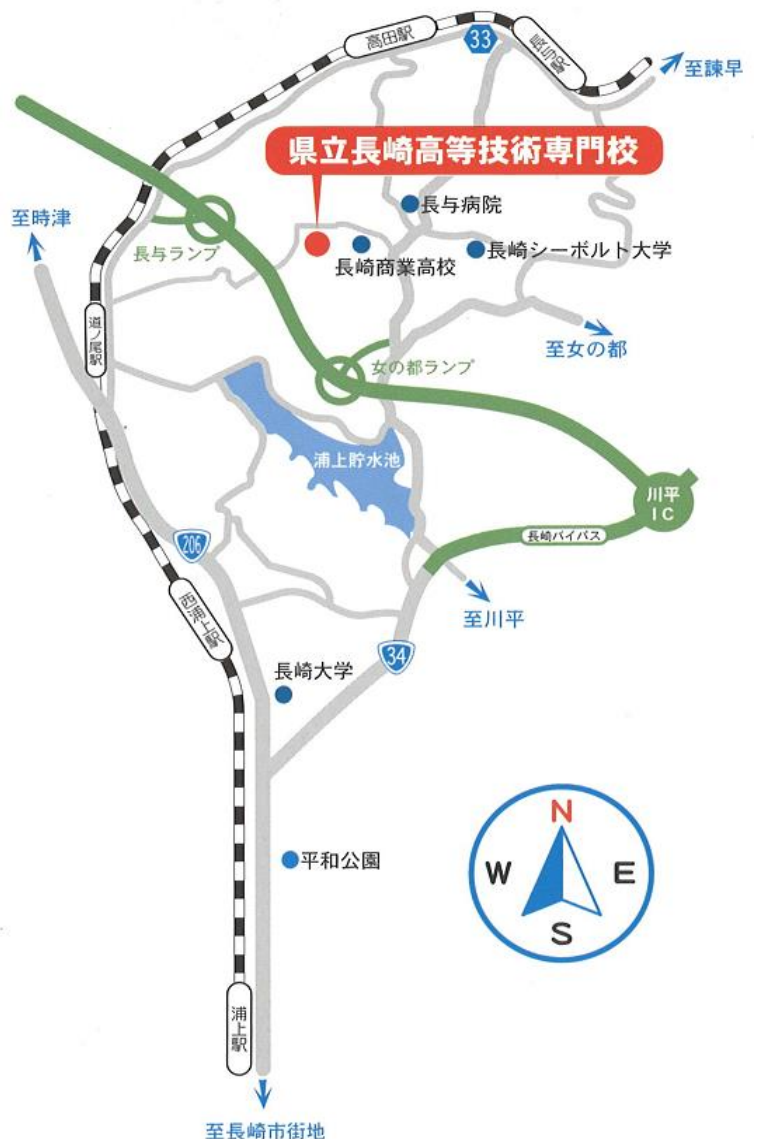 高田駅
33
長与駅
至諫早
県立長崎高等技術専門校
長与病院
至時津
長与ランプ
長崎商業高校
長崎シーボルト大学
道ノ尾駅
至女の都
女の都ランプ
浦上貯水池
川平
IC
長崎バイパス
206
西浦上駅
至川平
34
長崎大学
N
W
E
S
平和公園
浦上駅
至長崎市街地